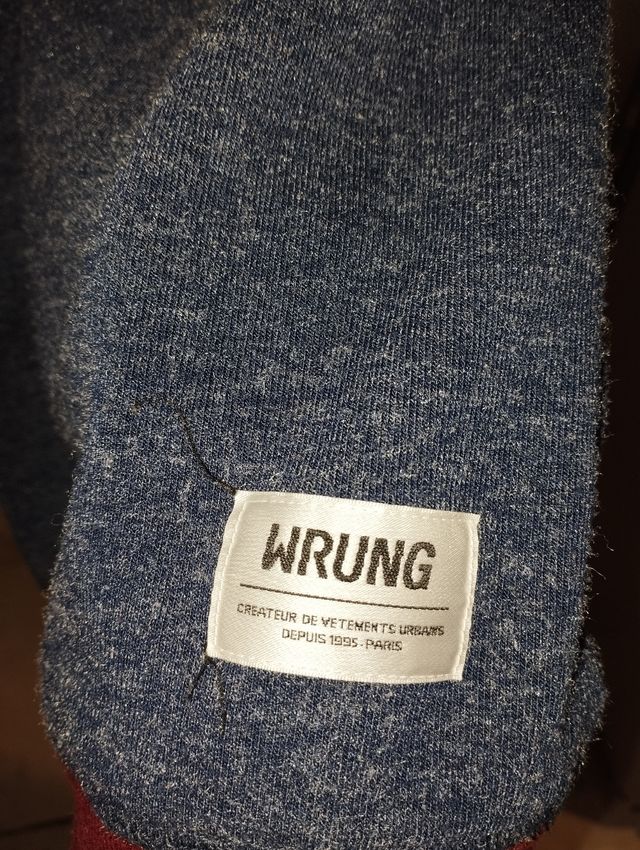 WRUNG
CREATEUR DE VETEMENTS URBAINS
DEPUIS 1995 - PARIS